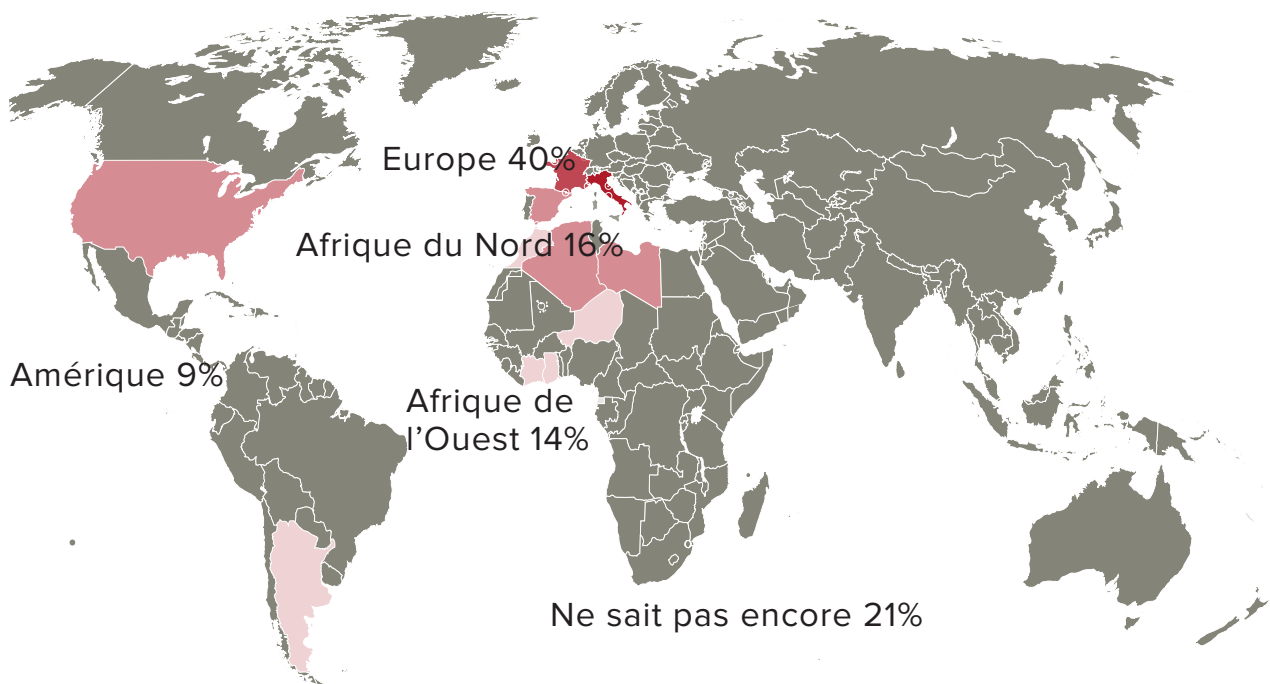 Europe 40%
Afrique du Nord 16%
Amérique 9%
Afrique de
l’Ouest 14%
Ne sait pas encore 21%